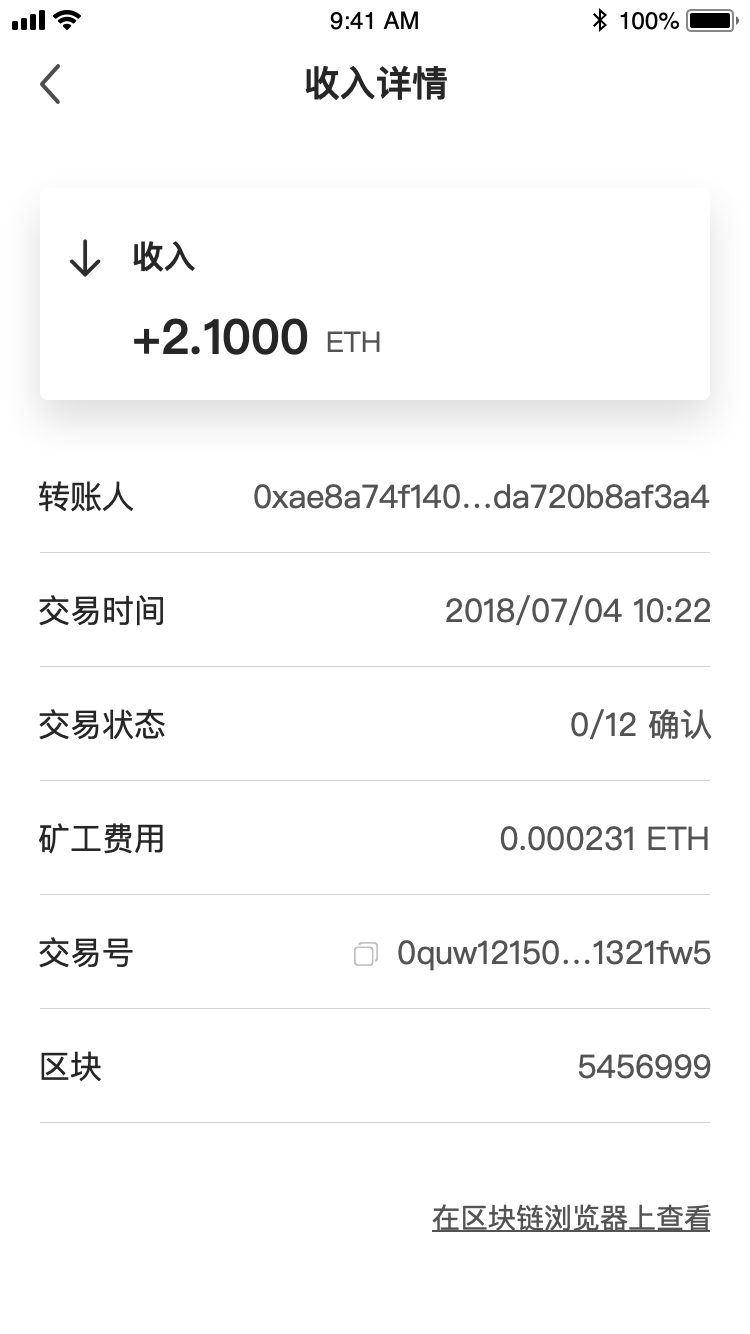 9:41 AM
100%
收入详情
收入
+2.1000 ETH
转账人 0xae8a74f140...da720b8af3a4
交易时间 2018/07/04 10:22
交易状态 0/12 确认
矿工费用 0.000231 ETH
交易号 0quw12150...1321fw5
区块 5456999
在区块链浏览器上查看